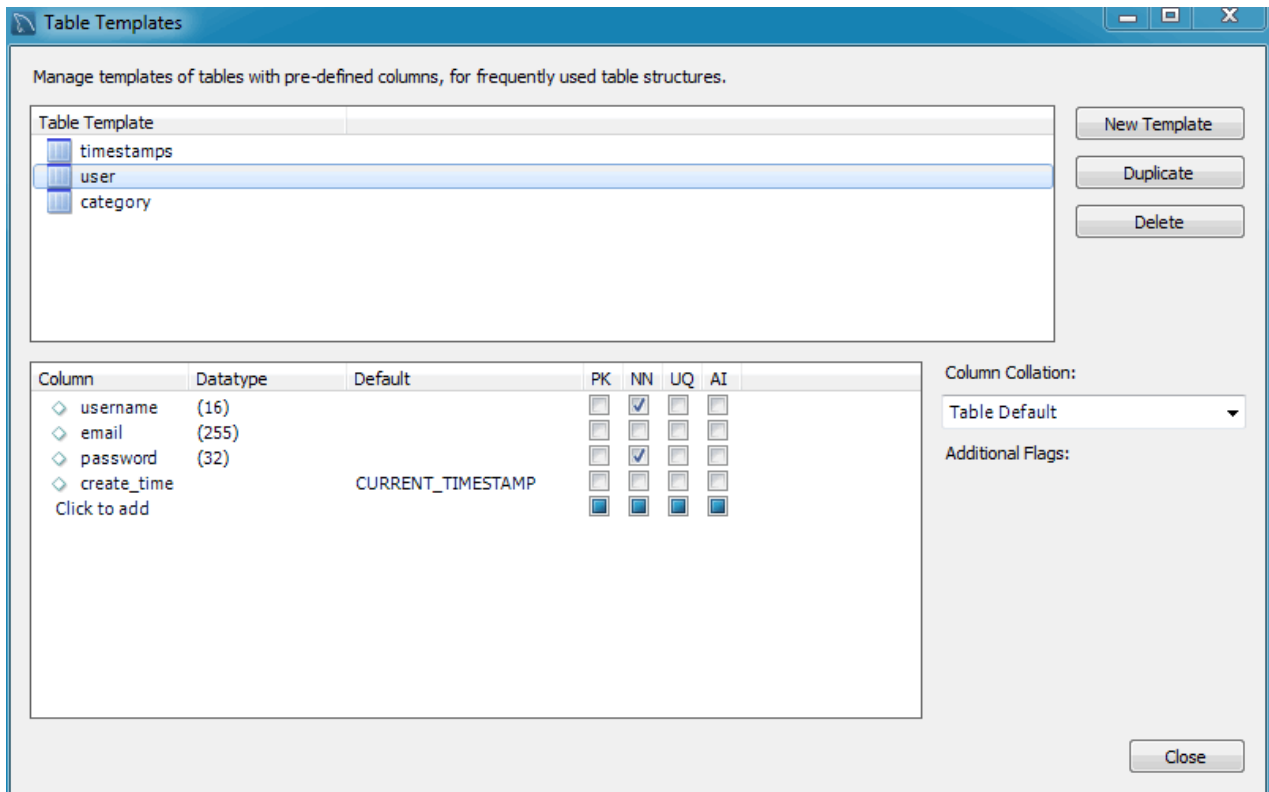 Table Templates
Manage templates of tables with pre-defined columns, for frequently used table structures.
Table Template
timestamps
user
category
New Template
Duplicate
Delete
Column Datatype Default PK NN UQ AI
username (16)
email (255)
password (32)
create_time CURRENT_TIMESTAMP
Click to add
Column Collation:
Table Default
Additional Flags:
Close